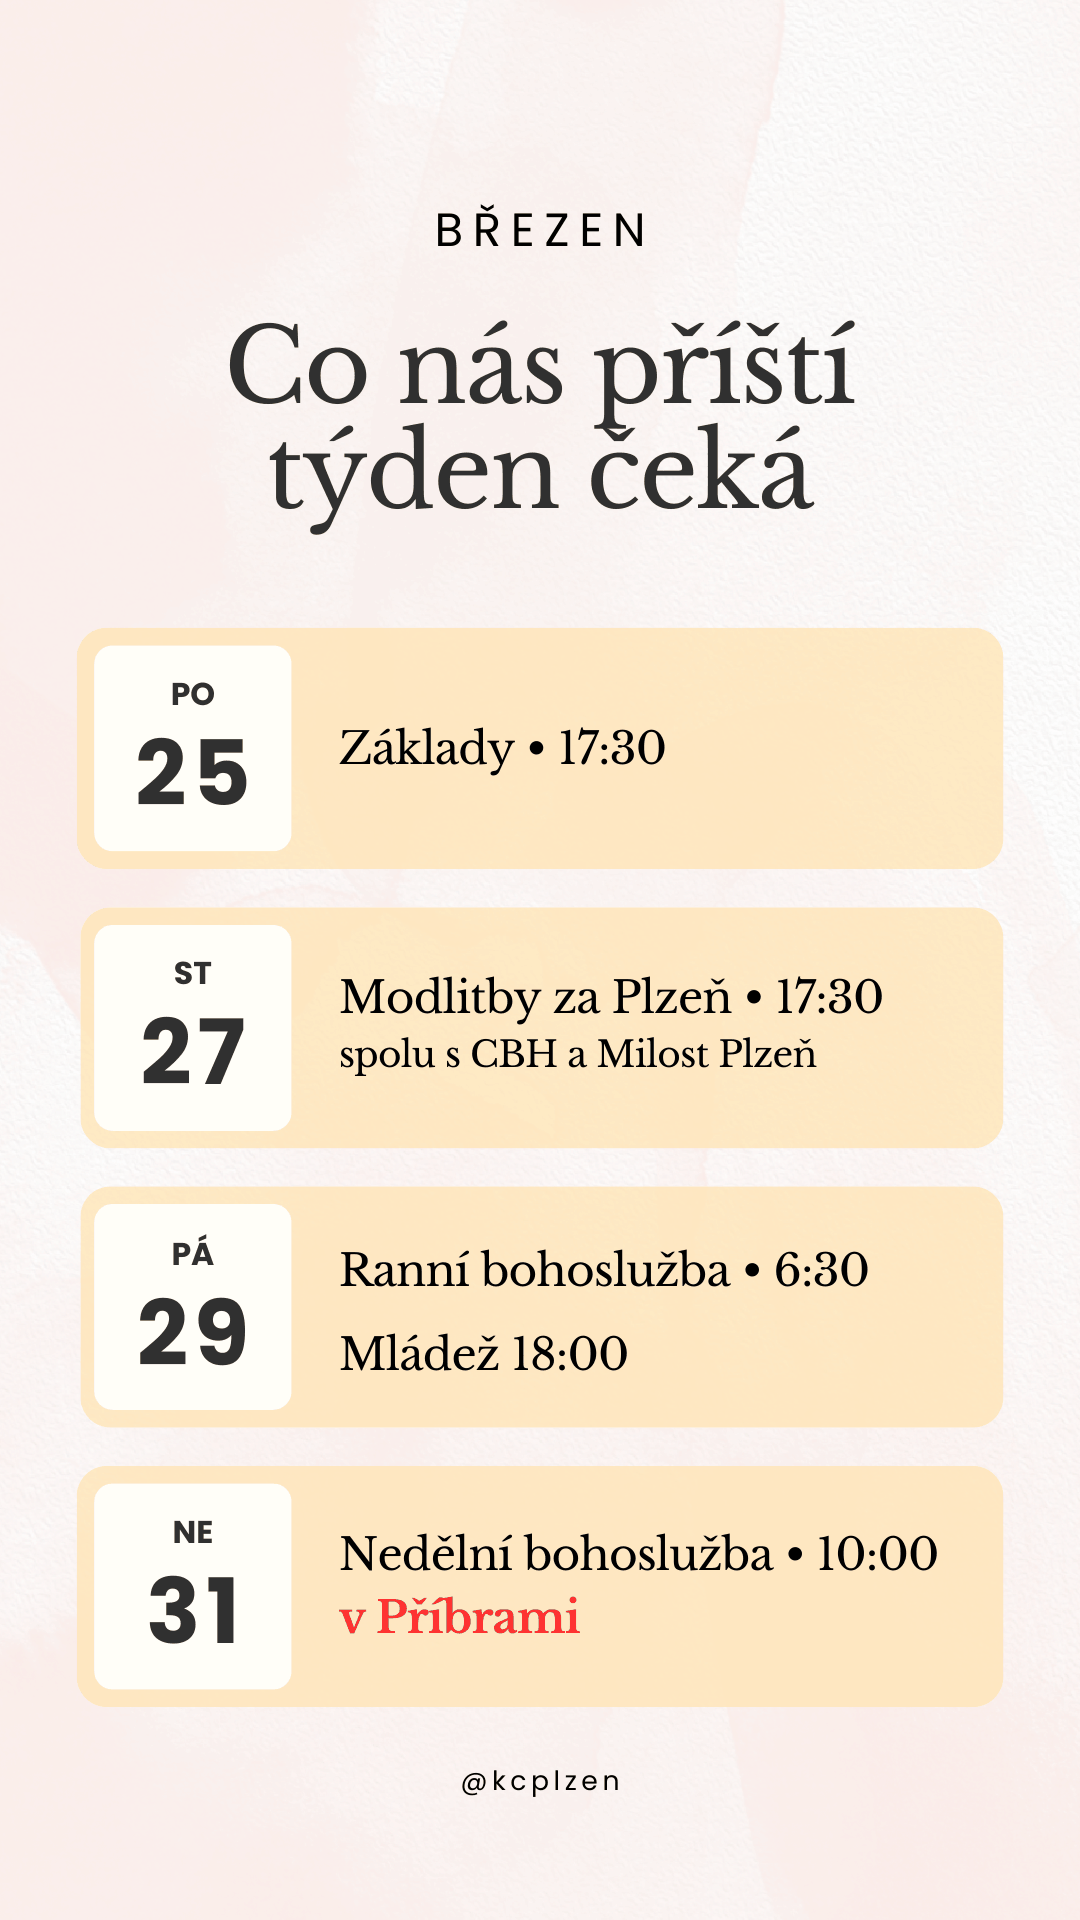 BŘEZEN
Co nás příští
týden čeká
PO
25
Základy • 17:30
ST
27
Modlitby za Plzeň • 17:30
spolu s CBH a Milost Plzeň
PÁ
29
Ranní bohoslužba • 6:30
Mládež 18:00
NE
31
Nedělní bohoslužba • 10:00
v Příbrami
@kcplzen